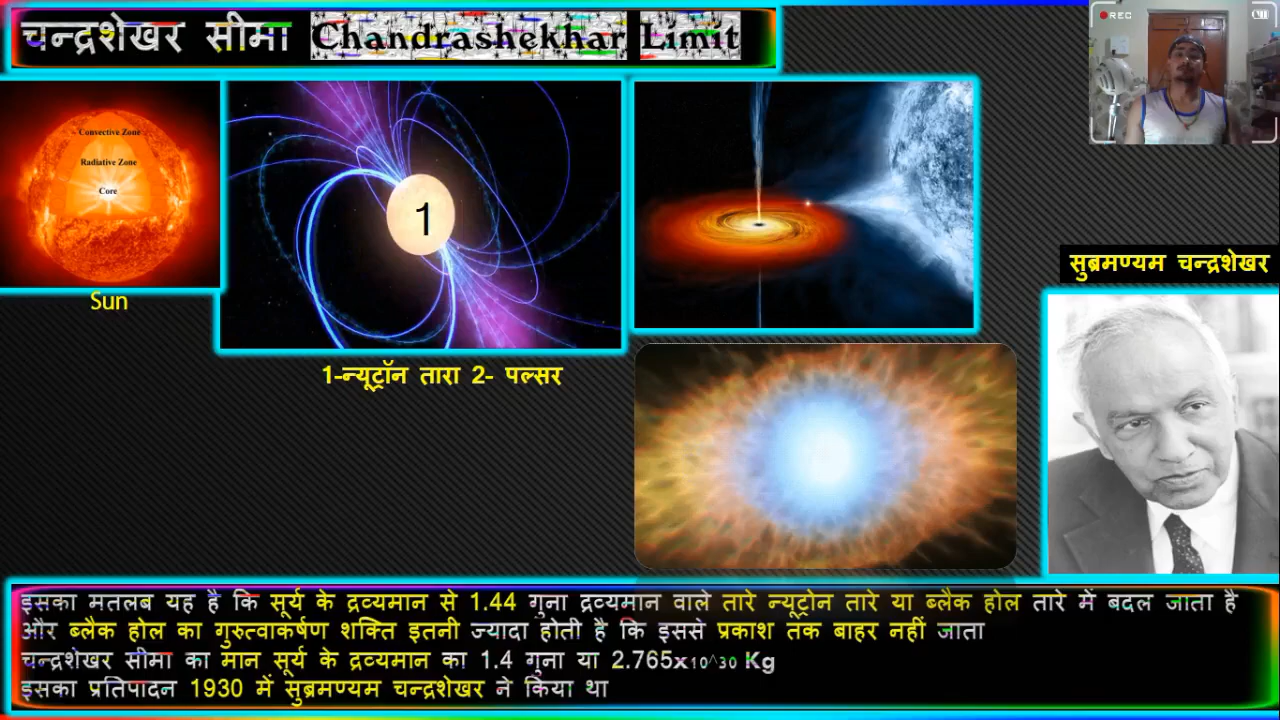 चन्द्रशेखर सीमा Chandrashekhar Limit
REC
Convective Zone
Radiative Zone
Core
Sun
1
1-न्यूट्रॉन तारा 2- पल्सर
सुब्रमण्यम चन्द्रशेखर
इसका मतलब यह है कि सूर्य के द्रव्यमान से 1.44 गुना द्रव्यमान वाले तारे न्यूट्रोन तारे या ब्लैक होल तारे में बदल जाता है
और ब्लैक होल का गुरुत्वाकर्षण शक्ति इतनी ज्यादा होती है कि इससे प्रकाश तक बाहर नहीं जाता
चन्द्रशेखर सीमा का मान सूर्य के द्रव्यमान का 1.4 गुना या 2.765x10^30 Kg
इसका प्रतिपादन 1930 में सुब्रमण्यम चन्द्रशेखर ने किया था